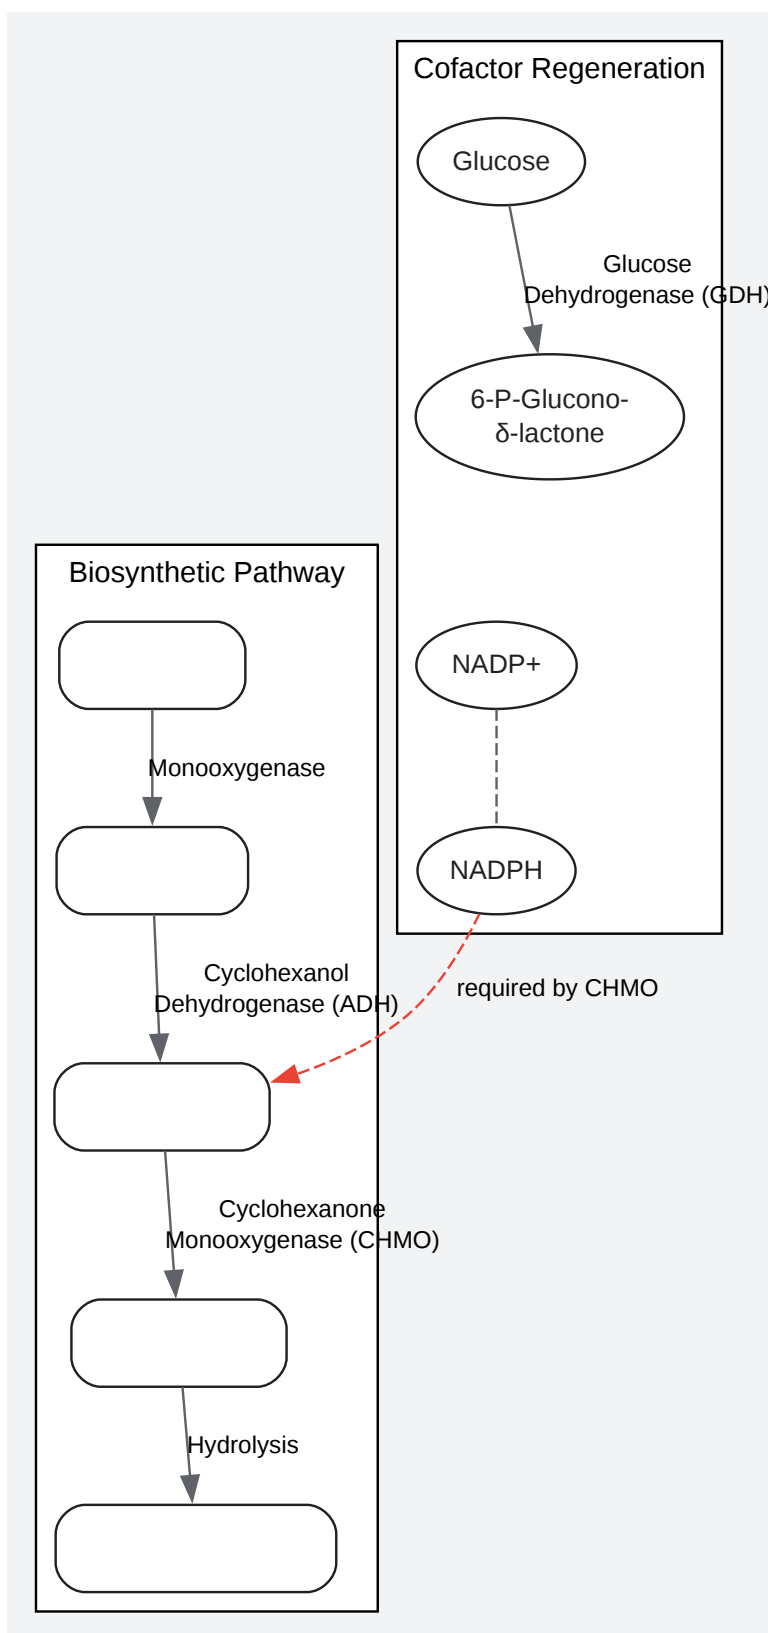 Cofactor Regeneration
Glucose
Glucose
Dehydrogenase (GDH)
6-P-Glucono-
δ-lactone
NADP+
NADPH
required by CHMO
Biosynthetic Pathway
Monooxygenase
Cyclohexanol
Dehydrogenase (ADH)
Cyclohexanone
Monooxygenase (CHMO)
Hydrolysis